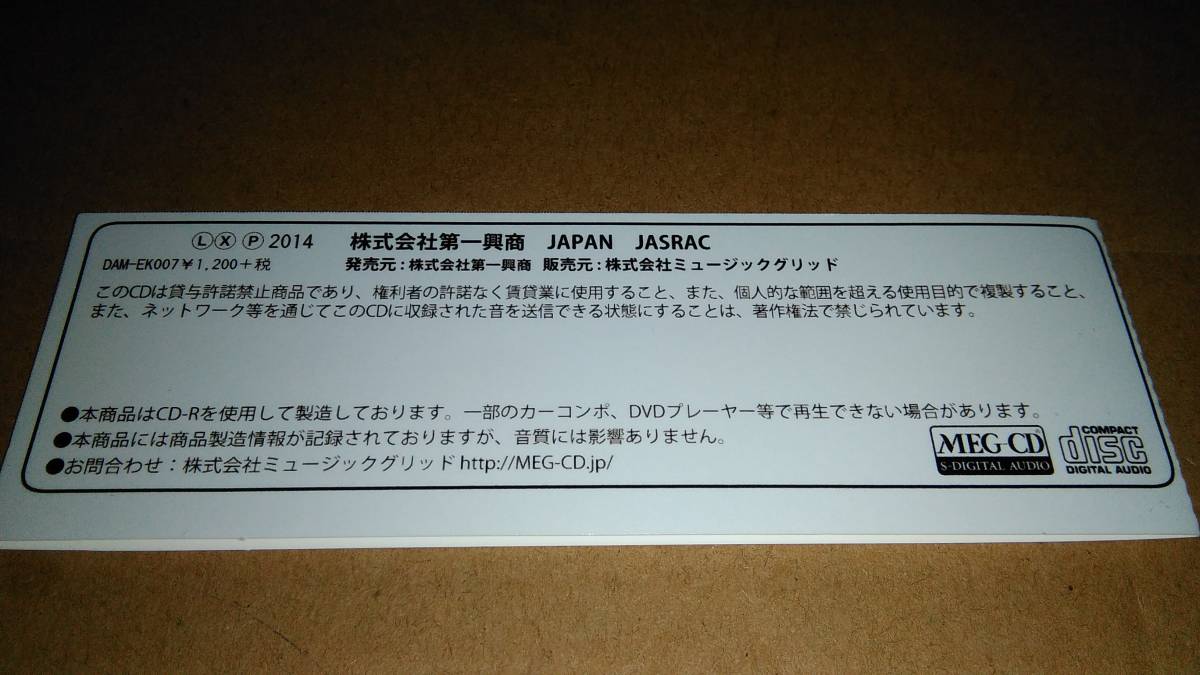 Ⓛ Ⓧ Ⓟ 2014 株式会社第一興商 JAPAN JASRAC
DAM-EK007￥1,200+税 発売元:株式会社第一興商 販売元:株式会社ミュージックグリッド
このCDは貸与許諾禁止商品であり、権利者の許諾なく賃貸業に使用すること、また、個人的な範囲を超える使用目的で複製すること、
また、ネットワーク等を通じてこのCDに収録された音を送信できる状態にすることは、著作権法で禁じられています。
●本商品はCD-Rを使用して製造しております。一部のカーコンポ、DVDプレーヤー等で再生できない場合があります。
●本商品には商品製造情報が記録されておりますが、音質には影響ありません。
●お問合わせ:株式会社ミュージックグリッド http://MEG-CD.jp/
MEG-CD
S-DIGITAL AUDIO
COMPACT
disc
DIGITAL AUDIO